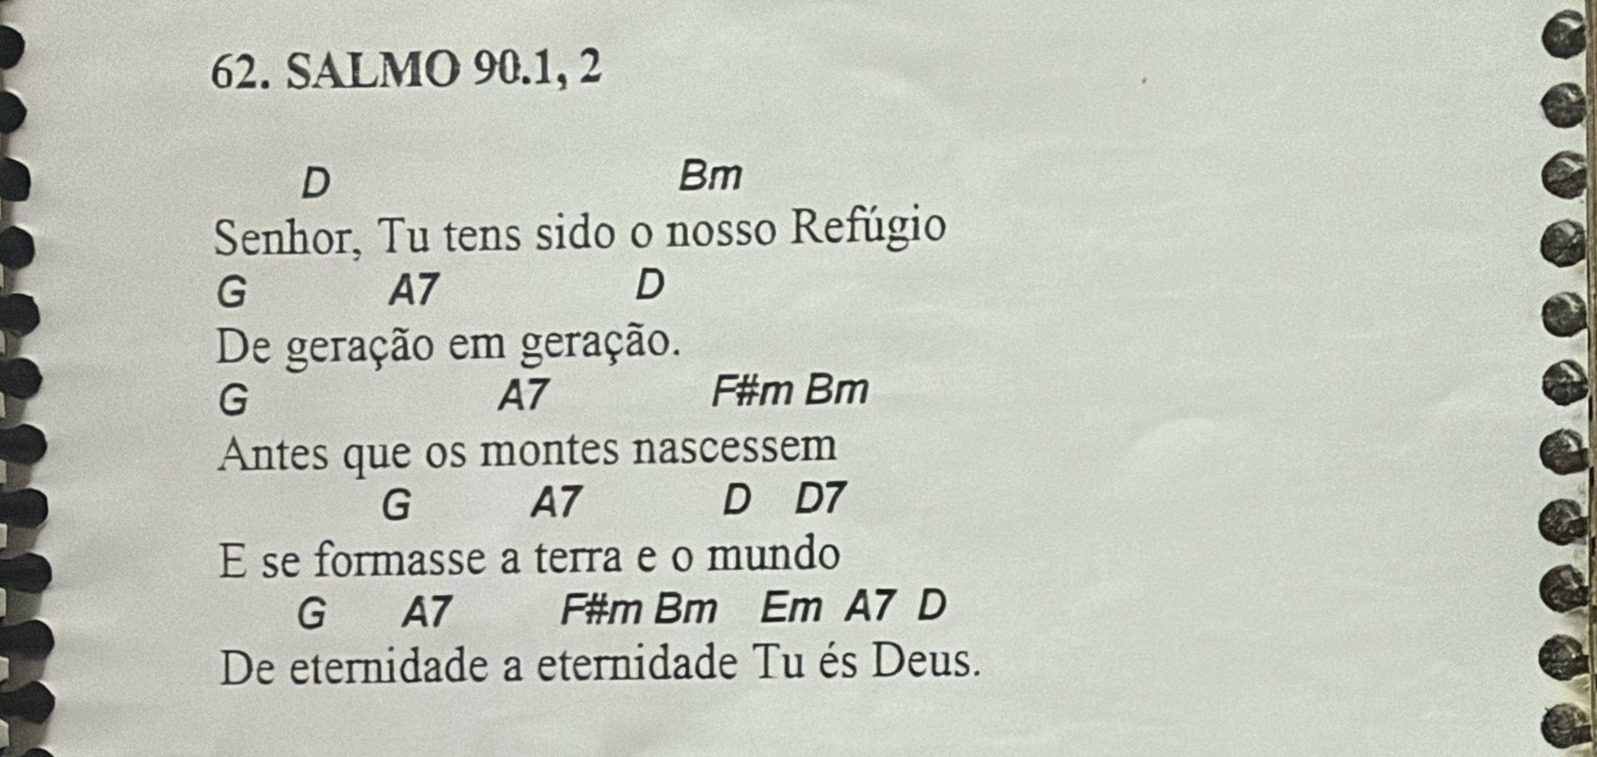 62. SALMO 90.1, 2
D Bm
Senhor, Tu tens sido o nosso Refúgio
G A7 D
De geração em geração.
G A7 F#m Bm
Antes que os montes nascessem
G A7 D D7
E se formasse a terra e o mundo
G A7 F#m Bm Em A7 D
De eternidade a eternidade Tu és Deus.